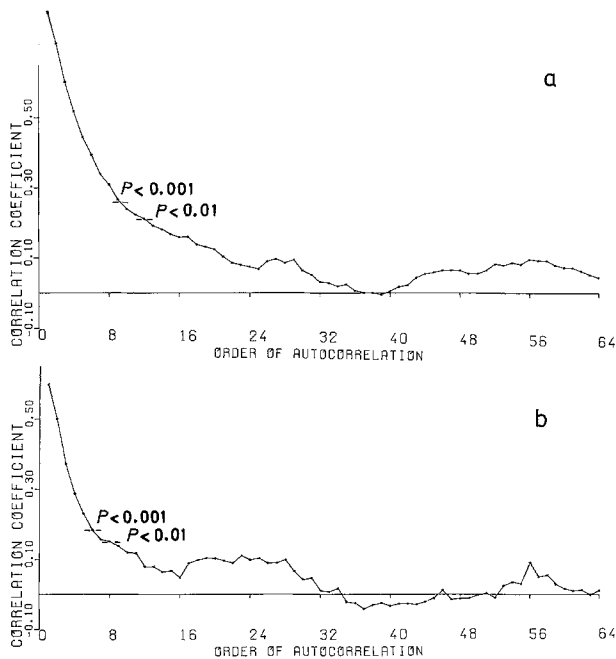 a
CORRELATION COEFFICIENT
0.50
0.30
0.10
-0.10
P<0.001
P<0.01
0 8 16 24 32 40 48 56 64
ORDER OF AUTOCORRELATION
b
CORRELATION COEFFICIENT
0.50
0.30
0.10
-0.10
P<0.001
P<0.01
0 8 16 24 32 40 48 56 64
ORDER OF AUTOCORRELATION